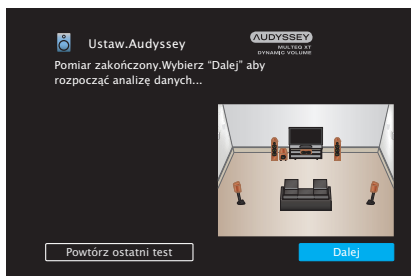 Ustaw.Audyssey
AUDYSSEY
MULTEQ XT
DYNAMIC VOLUME
Pomiar zakończony.Wybierz “Dalej” aby
rozpocząć analizę danych...
Powtórz ostatni test
Dalej